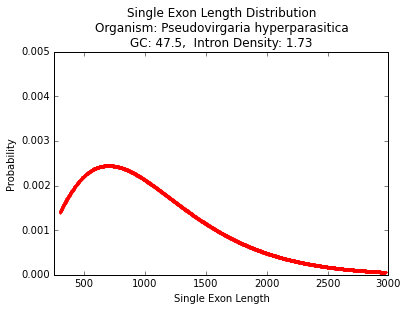 Single Exon Length Distribution
Organism: Pseudovirgaria hyperparasitica
GC: 47.5,  Intron Density: 1.73
0.005
0.004
0.003
0.002
0.001
0.000
Probability
500
1000
1500
2000
2500
3000
Single Exon Length